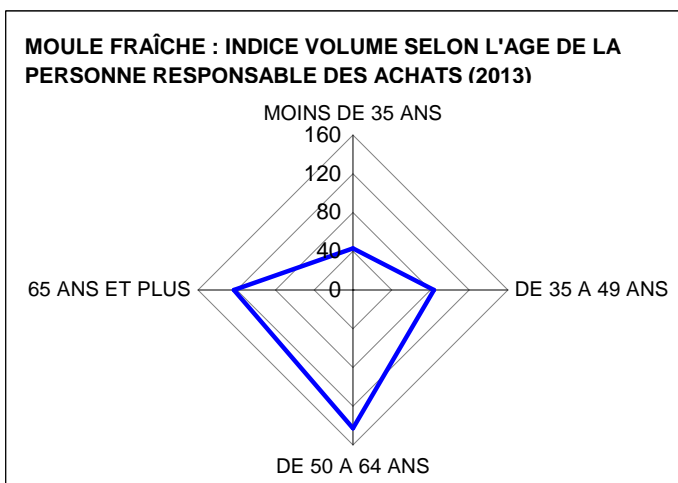 MOULE FRAÎCHE : INDICE VOLUME SELON L'AGE DE LA
PERSONNE RESPONSABLE DES ACHATS (2013)
MOINS DE 35 ANS
160
120
80
40
0
65 ANS ET PLUS
DE 35 A 49 ANS
DE 50 A 64 ANS